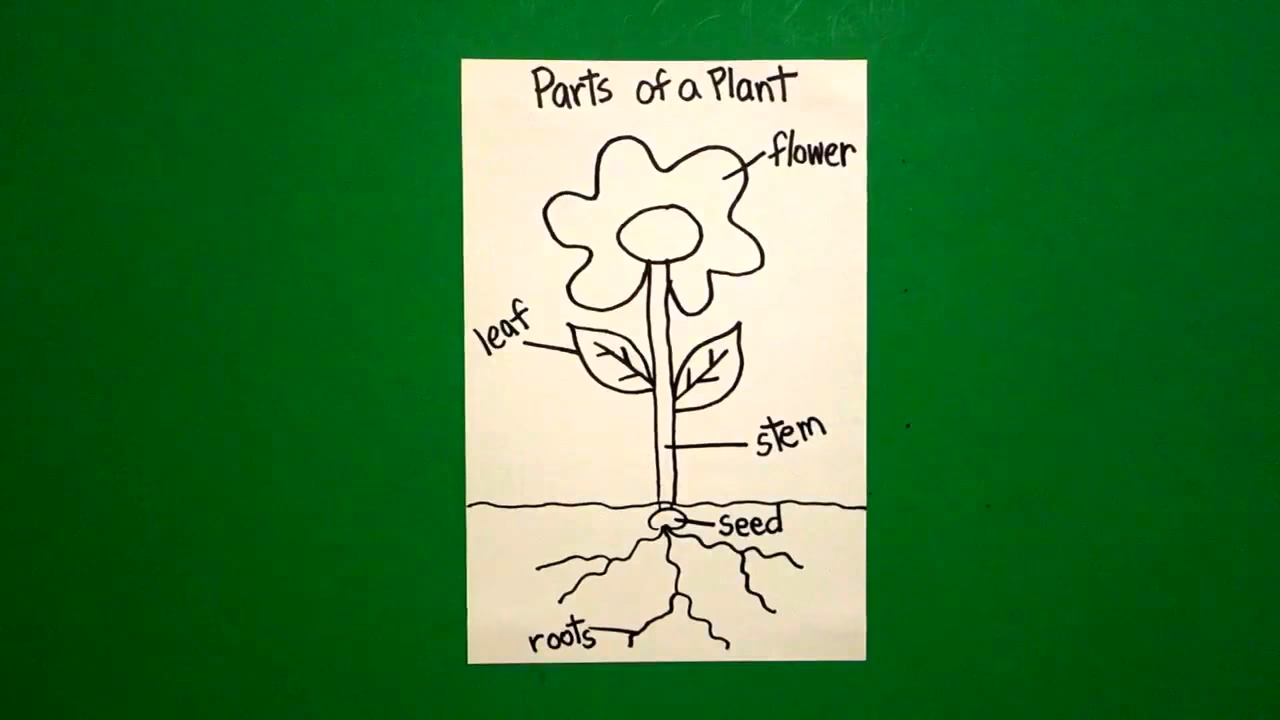 Parts of a Plant
flower
leaf
stem
seed
roots